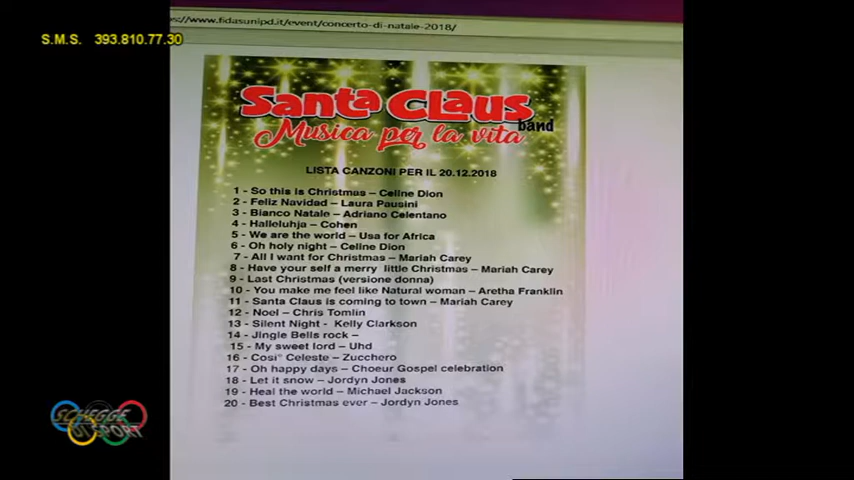 ps://www.fidasunipd.it/event/concerto-di-natale-2018/
S.M.S. 393.810.77.30
Santa Claus
band
Musica per la vita
LISTA CANZONI PER IL 20.12.2018
1 - So this is Christmas – Celine Dion
2 - Feliz Navidad – Laura Pausini
3 - Bianco Natale – Adriano Celentano
4 - Halleluhja – Cohen
5 - We are the world – Usa for Africa
6 - Oh holy night – Celine Dion
7 - All I want for Christmas – Mariah Carey
8 - Have your self a merry little Christmas – Mariah Carey
9 - Last Christmas (versione donna)
10 - You make me feel like Natural woman – Aretha Franklin
11 - Santa Claus is coming to town – Mariah Carey
12 - Noel – Chris Tomlin
13 - Silent Night - Kelly Clarkson
14 - Jingle Bells rock –
15 - My sweet lord – Uhd
16 - Cosi° Celeste – Zucchero
17 - Oh happy days – Choeur Gospel celebration
18 - Let it snow – Jordyn Jones
19 - Heal the world – Michael Jackson
20 - Best Christmas ever – Jordyn Jones
SCHEGGE
DI SPORT